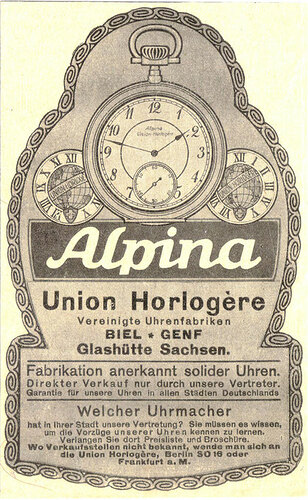 Alpina
Union Horlogère
Alpina
Union Horlogère
Vereinigte Uhrenfabriken
BIEL * GENF
Glashütte Sachsen.
Fabrikation anerkannt solider Uhren.
Direkter Verkauf nur durch unsere Vertreter.
Garantie für unsere Uhren in allen Städten Deutschlands
Welcher Uhrmacher
hat in Ihrer Stadt unsere Vertretung? Sie müssen es wissen,
um die Vorzüge unserer Uhren kennen zu lernen.
Verlangen Sie dort Preisliste und Broschüre.
Wo Verkaufsstellen nicht bekannt, wende man sich an
die Union Horlogère, Berlin SO 16 oder
Frankfurt a. M.